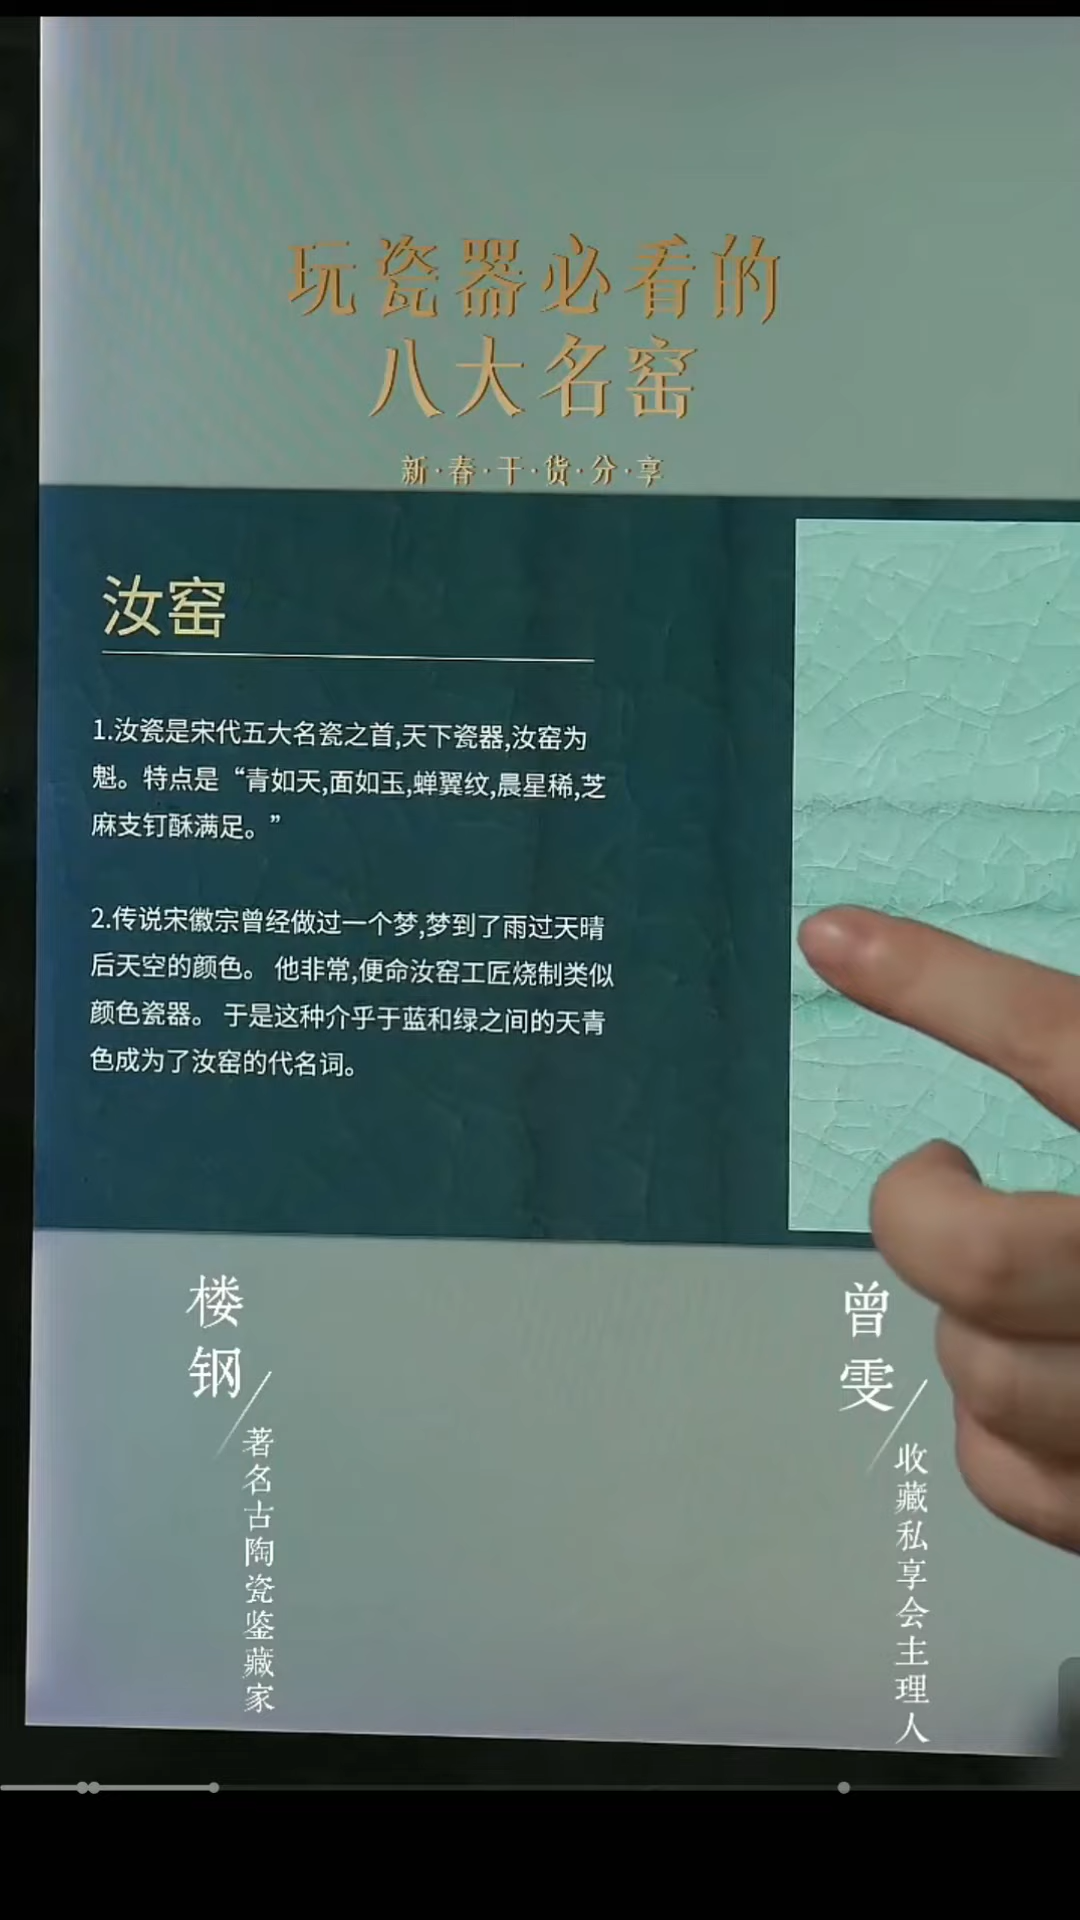 玩瓷器必看的
八大名窑
新·春·干·货·分·享
汝窑
1.汝瓷是宋代五大名瓷之首,天下瓷器,汝窑为
魁。特点是“青如天,面如玉,蝉翼纹,晨星稀,芝
麻支钉酥满足。”
2.传说宋徽宗曾经做过一个梦,梦到了雨过天晴
后天空的颜色。 他非常,便命汝窑工匠烧制类似
颜色瓷器。 于是这种介乎于蓝和绿之间的天青
色成为了汝窑的代名词。
楼钢
著名古陶瓷鉴藏家
曾雯
收藏私享会主理人